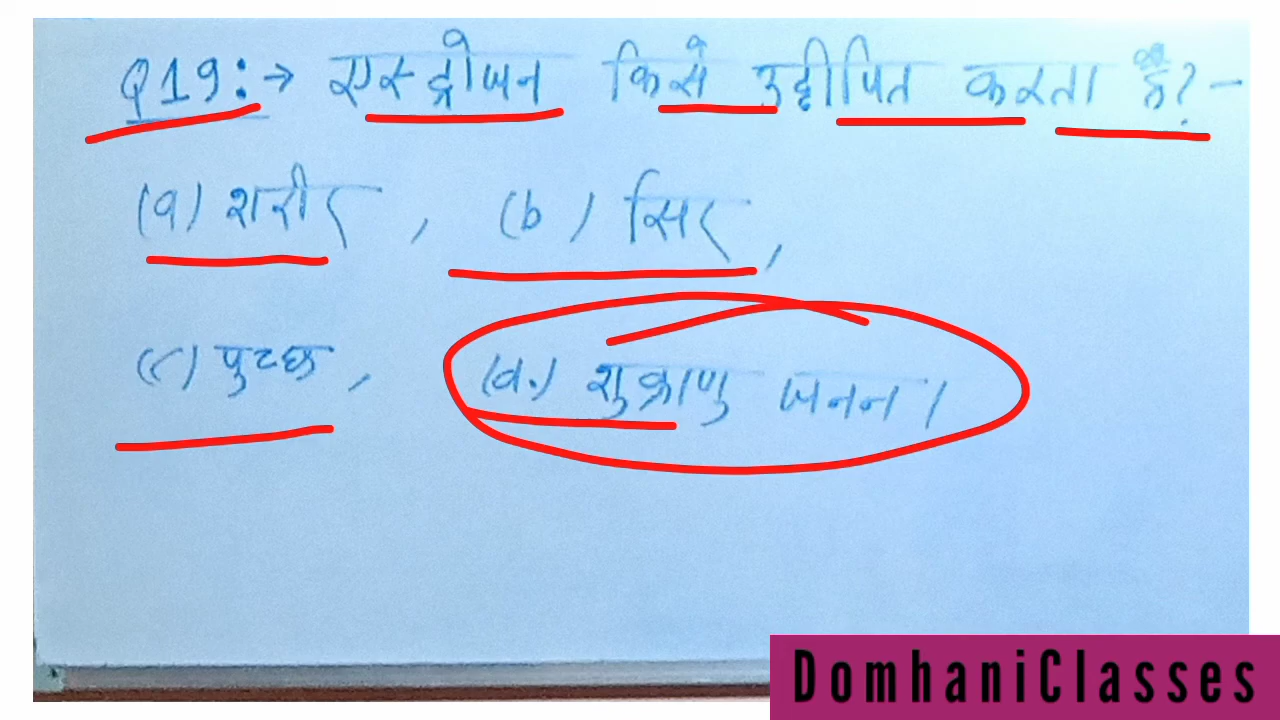 Q19:→ एस्ट्रोजन किसे उद्दीपित करता है?-
(a) शरीर, (b) सिर,
(c) पुच्छ, (d.) शुक्राणु जनन।
DomhaniClasses